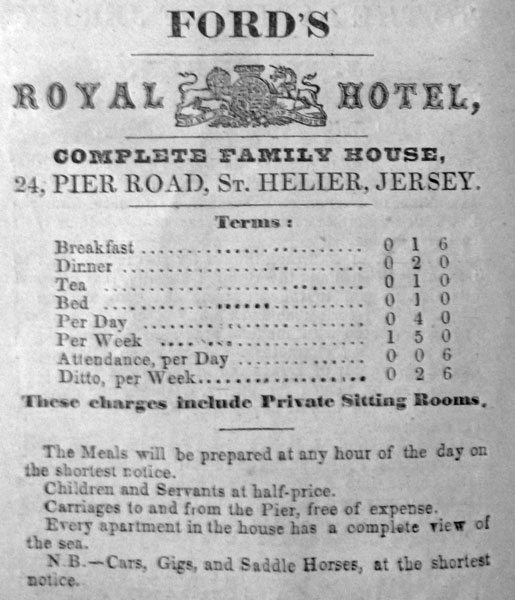 FORD'S
ROYAL HOTEL,
COMPLETE FAMILY HOUSE,
24, PIER ROAD, ST. HELIER, JERSEY.
Terms:
Breakfast ........................ 0 1 6
Dinner ........................ 0 2 0
Tea ........................ 0 1 0
Bed ........................ 0 1 0
Per Day ........................ 0 4 0
Per Week ........................ 1 5 0
Attendance, per Day ................ 0 0 6
Ditto, per Week.................... 0 2 6
These charges include Private Sitting Rooms.
The Meals will be prepared at any hour of the day on
the shortest notice.
Children and Servants at half-price.
Carriages to and from the Pier, free of expense.
Every apartment in the house has a complete view of
the sea.
N.B.—Cars, Gigs, and Saddle Horses, at the shortest
notice.